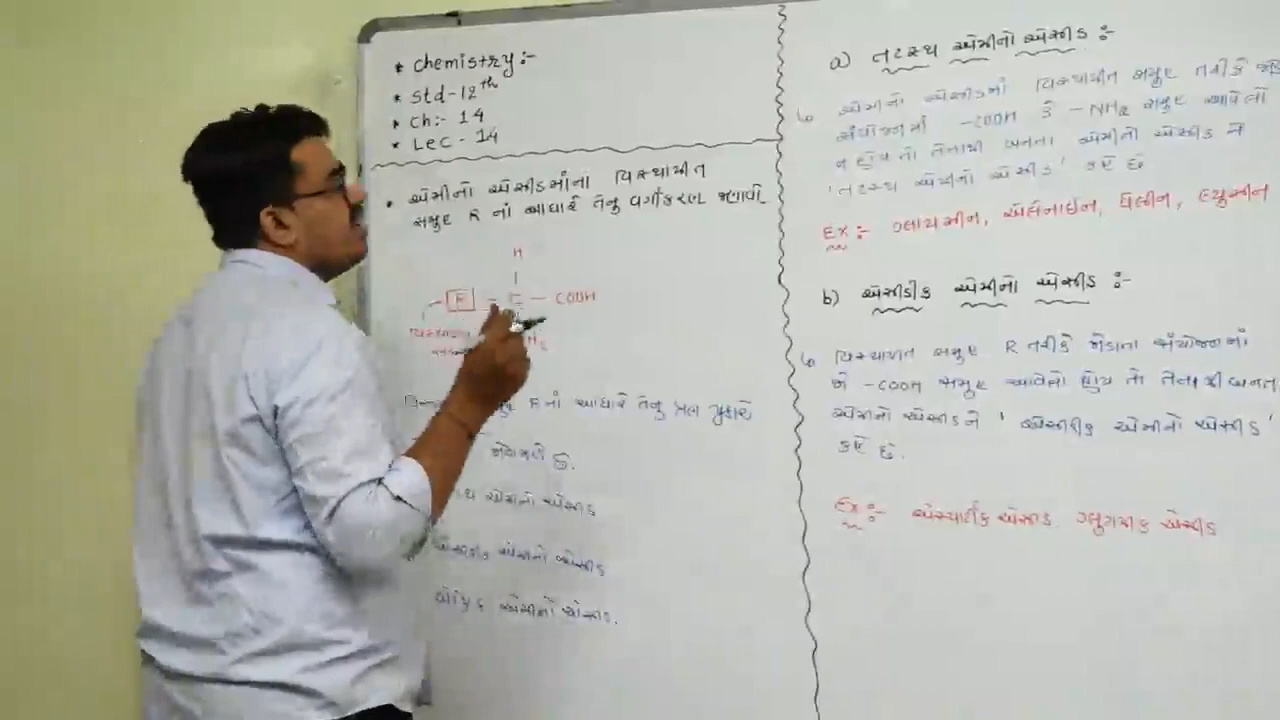 * chemistry:-
* Std-12th
* Ch:- 14
* Lec - 14
• એમીનો એસીડમાંના વિસ્થાપીત
સમુહ R નાં આધારે તેનુ વર્ગીકરણ જણાવી
H
R - C - COOH
સમુહ R નાં આધારે તેનુ ત્રણ પ્રકારે
છે.
એમીનો એસીડ
એસીડીક એમીનો એસીડ
બેઝિક એમીનો એસીડ.
a) તટસ્થ એમીનો એસીડ :-
↳ એમીનો એસીડનાં વિસ્થાપીત સમુહ તરીકે
સંયોજનમાં -COOH કે -NH2 સમુહ આવેલો
ન હોય તો તેનાથી બનતા એમીનો એસીડ ને
'તટસ્થ એમીનો એસીડ' કહે છે
Ex :- ગ્લાયસીન, એલેનાઇન, વેલીન, લ્યુસીન
b) એસીડીક એમીનો એસીડ :-
↳ વિસ્થાપીત સમુહ R તરીકે જોડાતા સંયોજનમાં
જો -COOH સમુહ આવેલો હોય તો તેનાથી બનતા
એમીનો એસીડ ને ' એસીડીક એમીનો એસીડ '
કહે છે.
Ex :- એસ્પાર્ટીક એસીડ, ગ્લુટામીક એસીડ